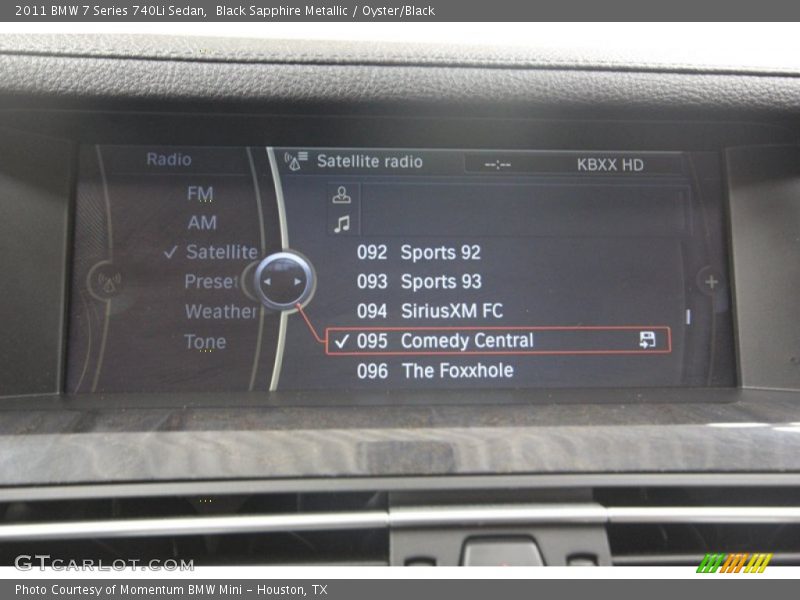 2011 BMW 7 Series 740Li Sedan,  Black Sapphire Metallic / Oyster/Black
Radio
Satellite radio
--:--
KBXX HD
FM
AM
✓ Satellite
Preset
Weather
Tone
092 Sports 92
093 Sports 93
094 SiriusXM FC
✓ 095 Comedy Central
096 The Foxxhole
GTCARLOT.COM
Photo Courtesy of Momentum BMW Mini - Houston, TX